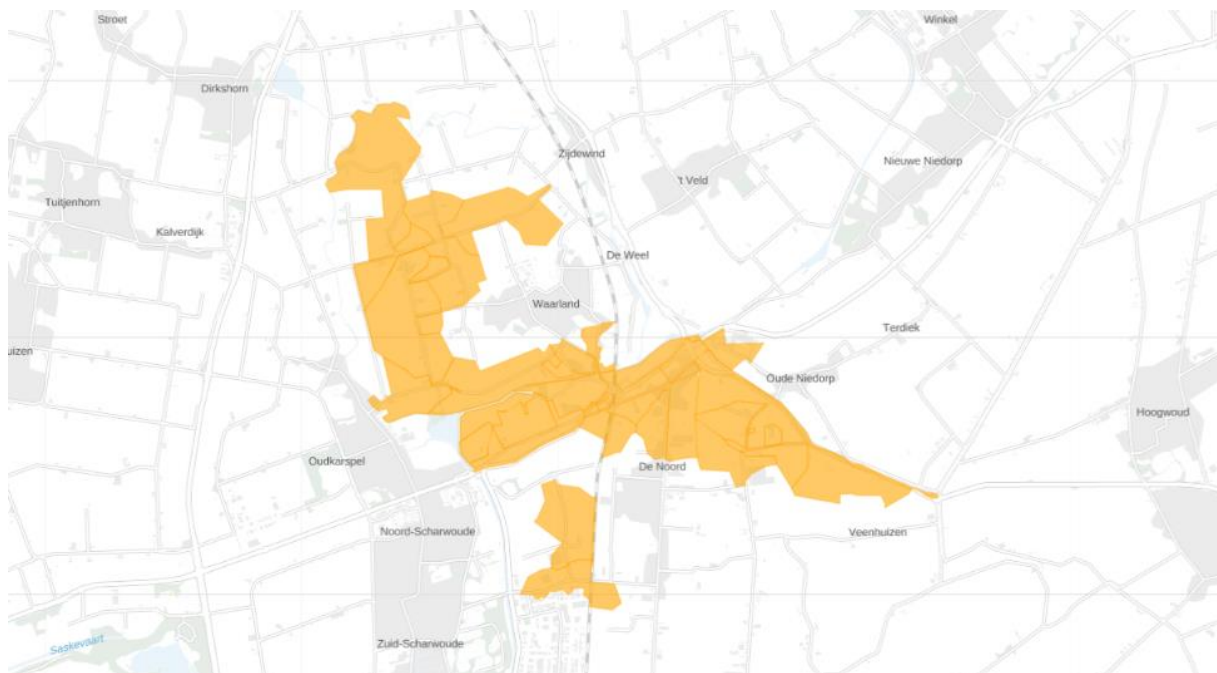 Stroet
Winkel
Dirkshorn
Zijdewind
Nieuwe Niedorp
't Veld
Tuitjenhorn
Kalverdijk
De Weel
Waarland
Terdiek
uizen
Oude Niedorp
Hoogwoud
Oudkarspel
De Noord
Noord-Scharwoude
Veenhuizen
Zuid-Scharwoude
Saskevaart